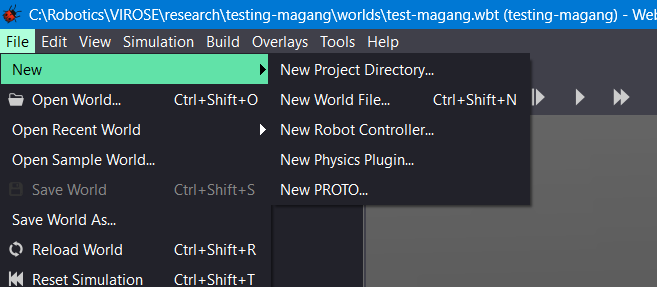 C:\Robotics\VIROSE\research\testing-magang\worlds\test-magang.wbt (testing-magang) - Web
File Edit View Simulation Build Overlays Tools Help
New
Open World... Ctrl+Shift+O
Open Recent World
Open Sample World...
Save World Ctrl+Shift+S
Save World As...
Reload World Ctrl+Shift+R
Reset Simulation Ctrl+Shift+T
New Project Directory...
New World File... Ctrl+Shift+N
New Robot Controller...
New Physics Plugin...
New PROTO...